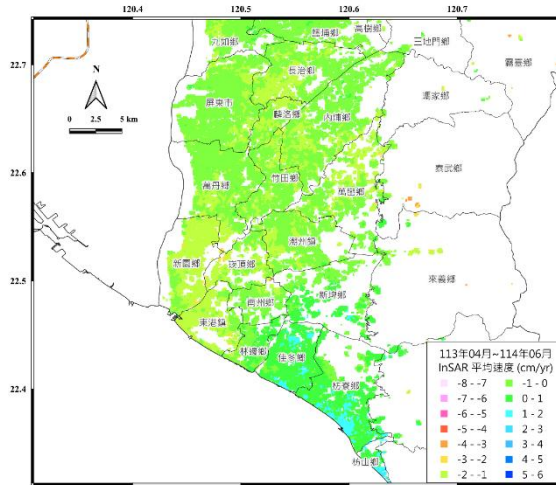 120.4 120.5 120.6 120.7
22.7
22.6
22.5
22.4
N
0 2.5 5 km
九如鄉
鹽埔鄉
高樹鄉
三地門鄉
霧臺鄉
長治鄉
屏東市
麟洛鄉
內埔鄉
瑪家鄉
泰武鄉
竹田鄉
萬丹鄉
萬巒鄉
潮州鎮
新園鄉
崁頂鄉
來義鄉
南州鄉
新埤鄉
東港鎮
林邊鄉
佳冬鄉
枋寮鄉
枋山鄉
113年04月~114年06月
InSAR 平均速度 (cm/yr)
-8 - -7 -1 - 0
-7 - -6 0 - 1
-6 - -5 1 - 2
-5 - -4 2 - 3
-4 - -3 3 - 4
-3 - -2 4 - 5
-2 - -1 5 - 6